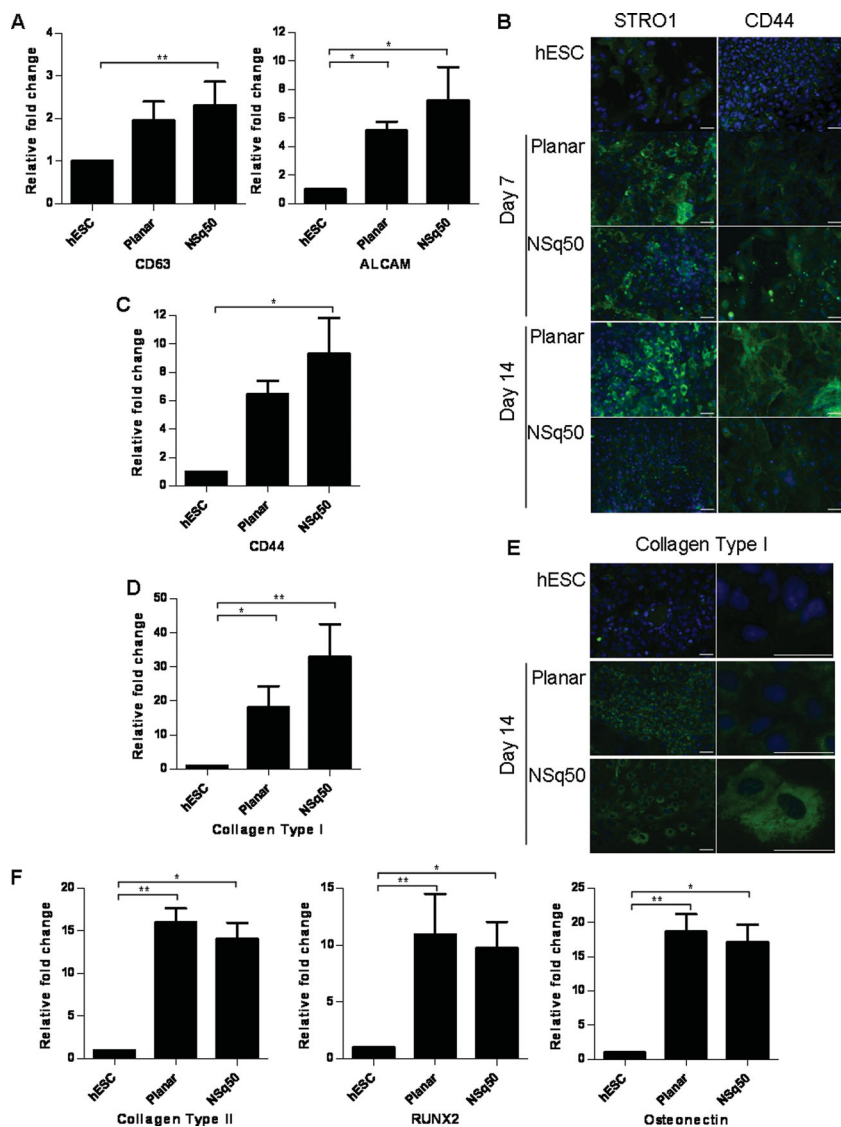 A
Relative fold change
4
3
2
1
0
**
hESC
Planar
NSq50
CD63
Relative fold change
12
10
8
6
4
2
0
*
*
hESC
Planar
NSq50
ALCAM
B
STRO1
CD44
hESC
Day 7
Planar
NSq50
Day 14
Planar
NSq50
C
Relative fold change
12
10
8
6
4
2
0
*
hESC
Planar
NSq50
CD44
D
Relative fold change
50
40
30
20
10
0
**
*
hESC
Planar
NSq50
Collagen Type I
E
Collagen Type I
hESC
Day 14
Planar
NSq50
F
Relative fold change
20
15
10
5
0
*
**
hESC
Planar
NSq50
Collagen Type II
Relative fold change
15
10
5
0
*
**
hESC
Planar
NSq50
RUNX2
Relative fold change
25
20
15
10
5
0
*
**
hESC
Planar
NSq50
Osteonectin